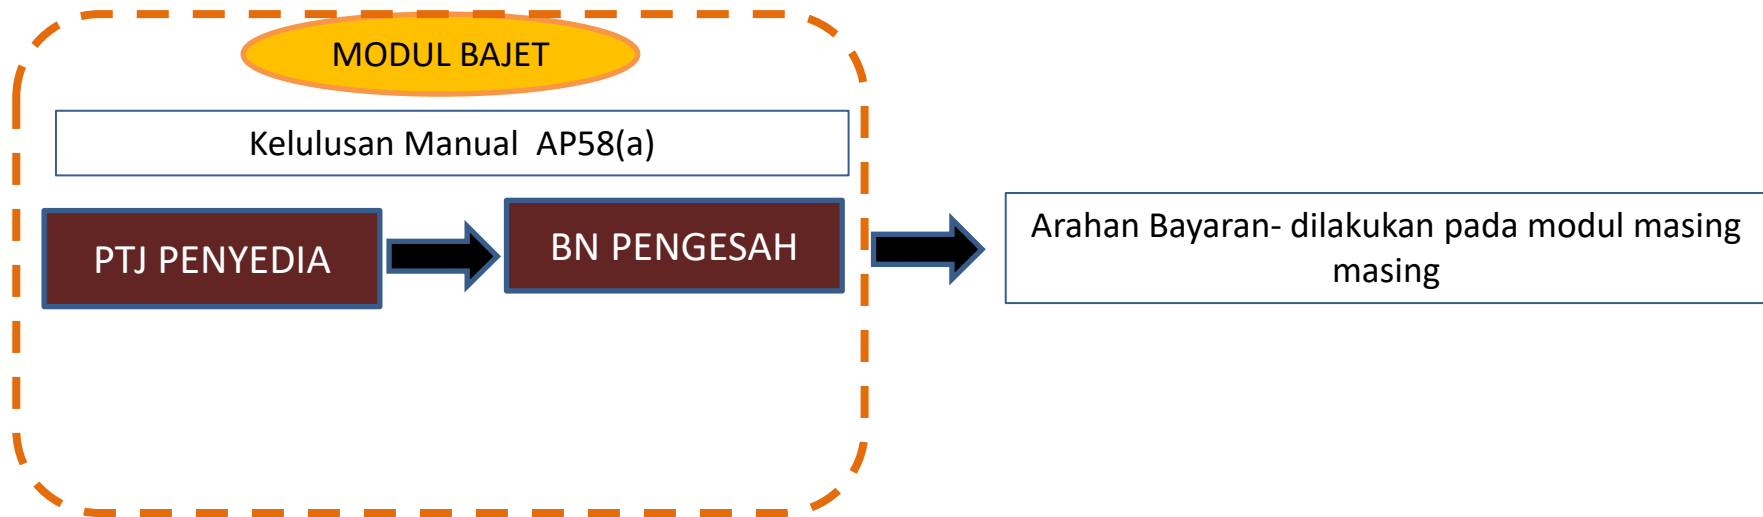 MODUL BAJET
Kelulusan Manual  AP58(a)
PTJ PENYEDIA
BN PENGESAH
Arahan Bayaran- dilakukan pada modul masing
masing